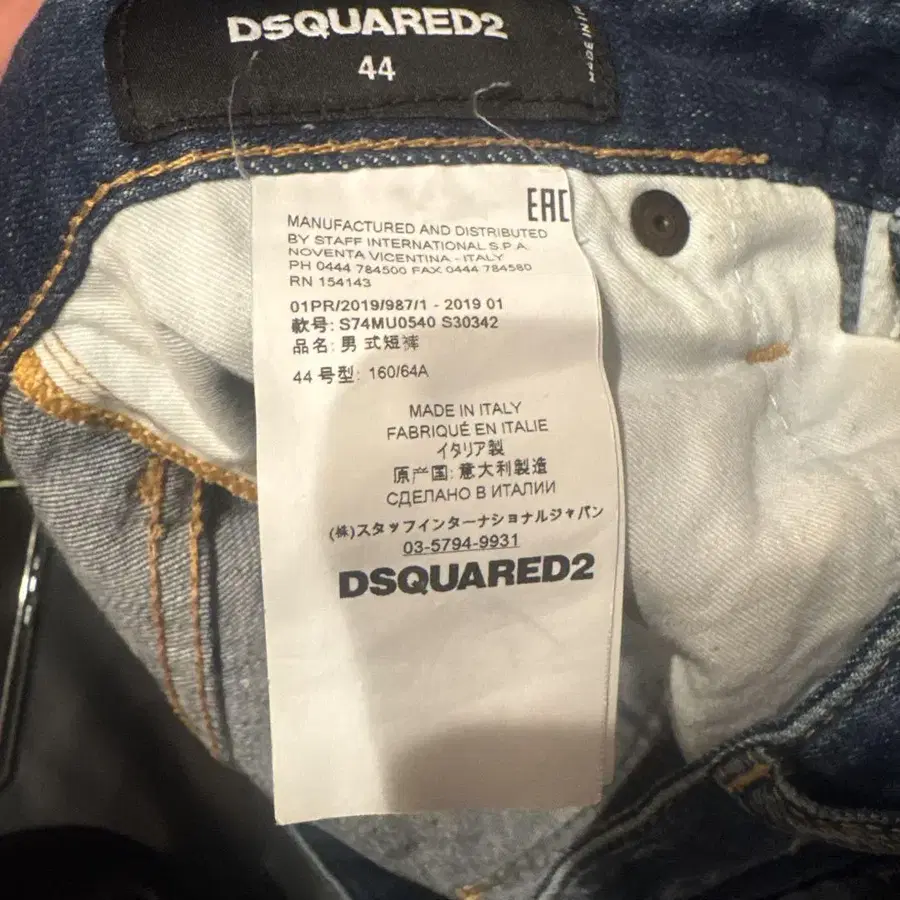 DSQUARED2
44
MADE IN
EAC
MANUFACTURED AND DISTRIBUTED
BY STAFF INTERNATIONAL S.P.A.
NOVENTA VICENTINA - ITALY
PH 0444 784500 FAX 0444 784580
RN 154143
01PR/2019/987/1 - 2019 01
軟号: S74MU0540 S30342
品名: 男式短裤
44 号型: 160/64A
MADE IN ITALY
FABRIQUÉ EN ITALIE
イタリア製
原产国: 意大利製造
СДЕЛАНО В ИТАЛИИ
(株)スタッフインターナショナルジャパン
03-5794-9931
DSQUARED2